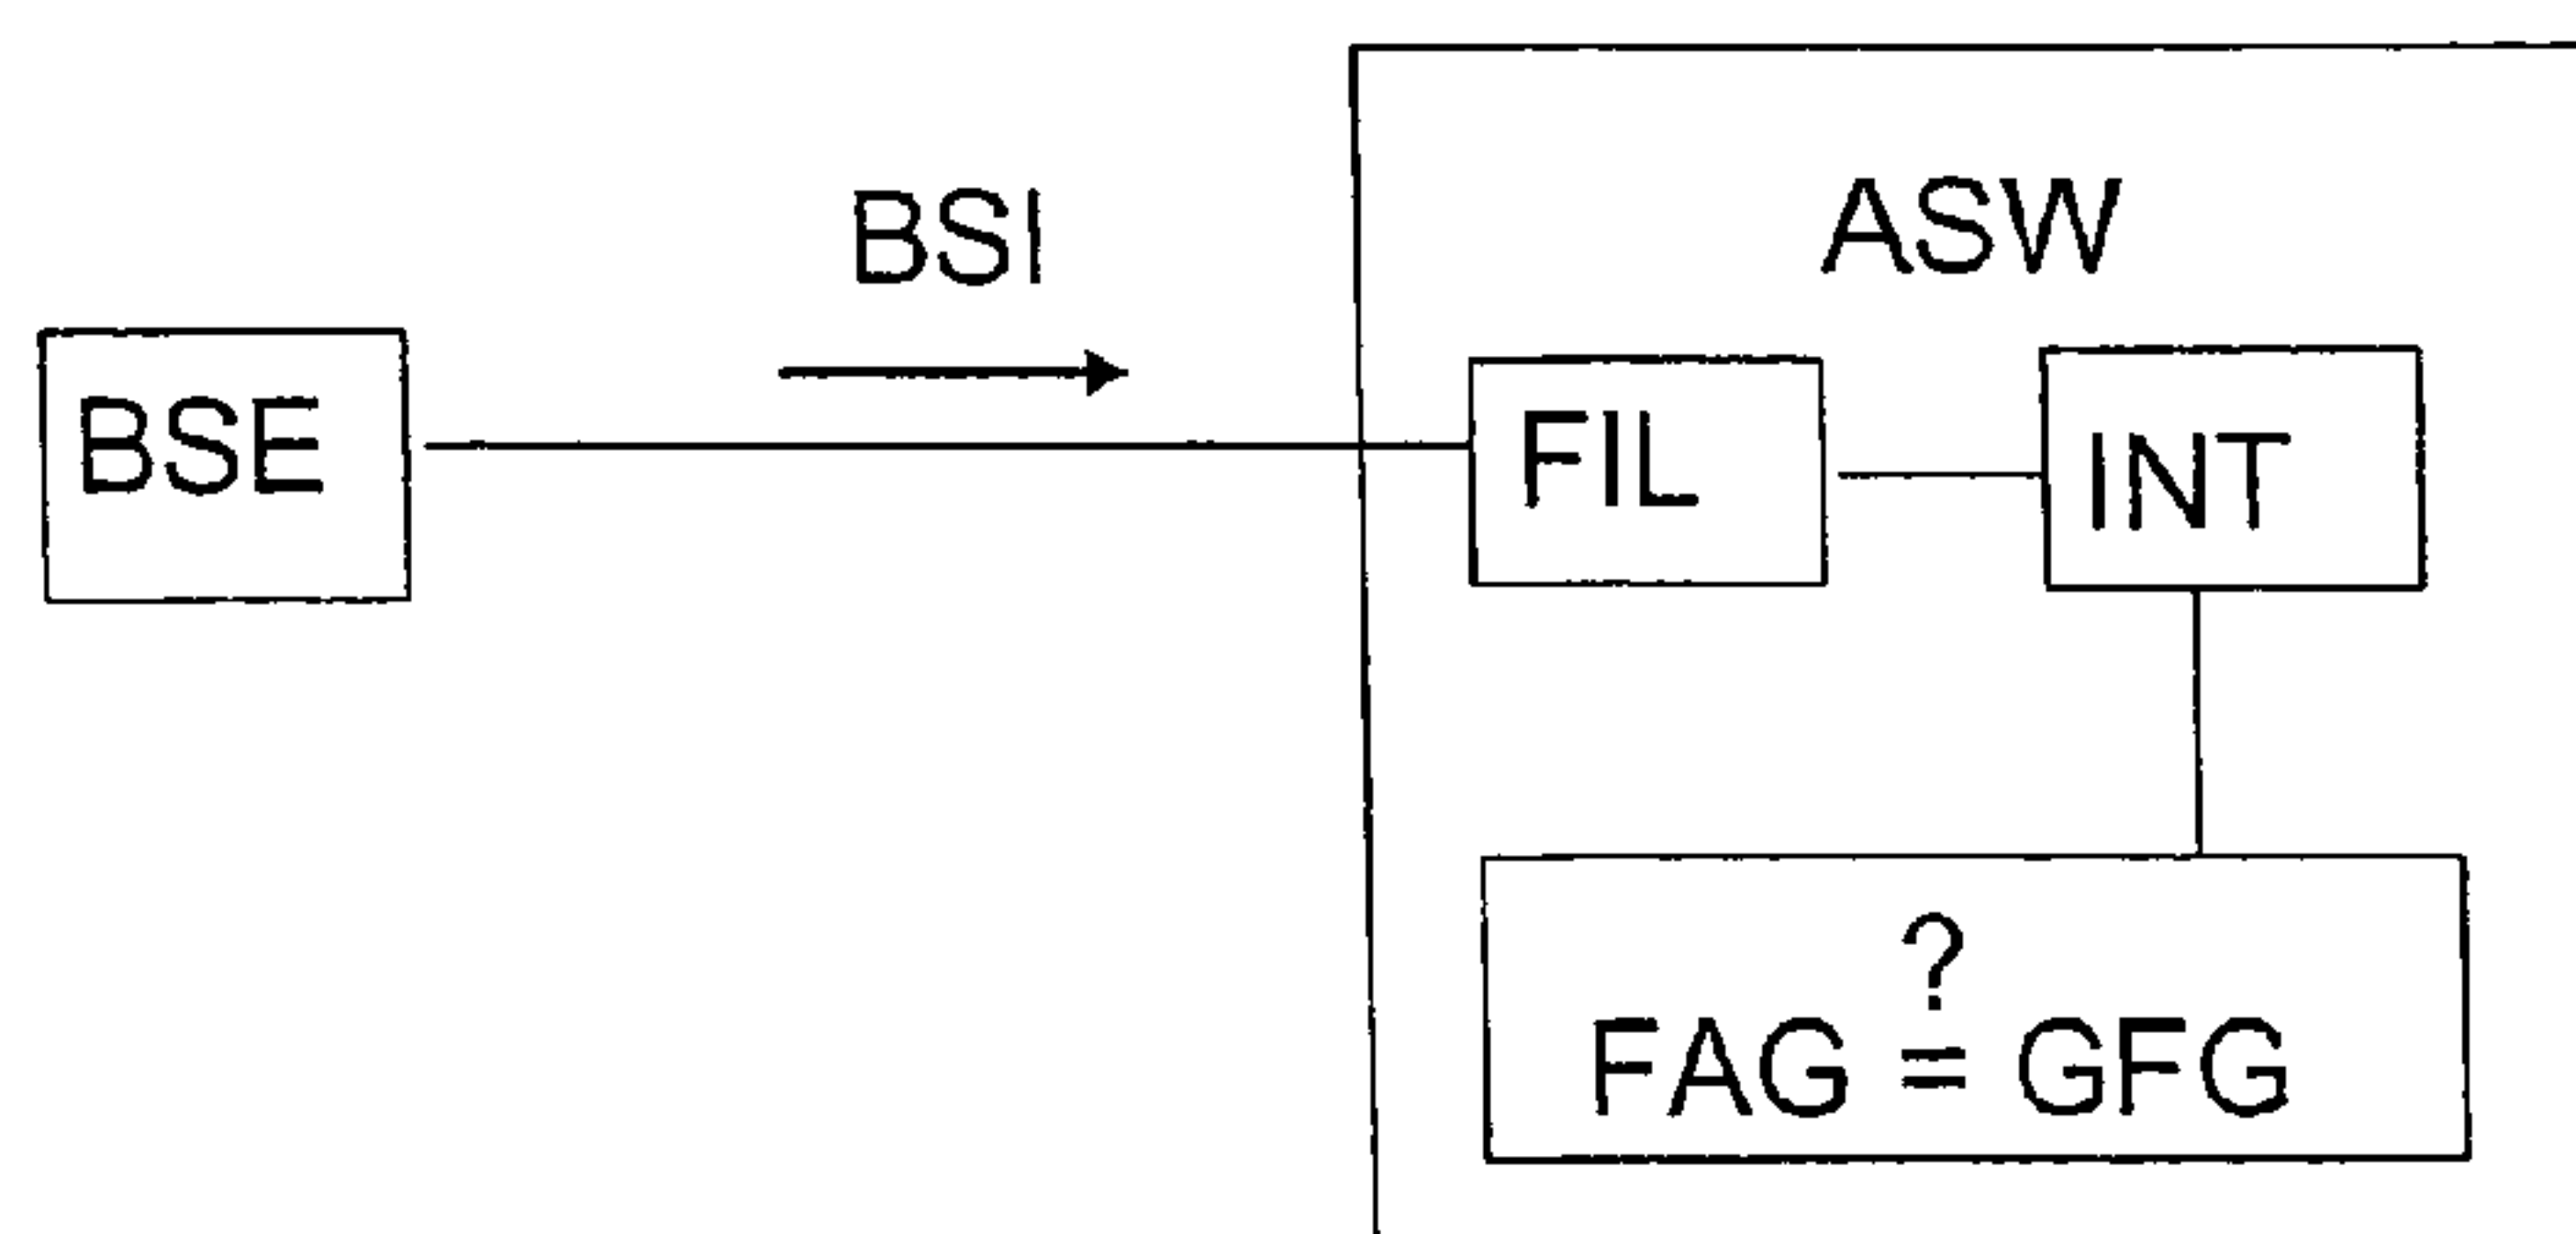 BSI
ASW
BSE
FIL
INT
?
FAG = GFG